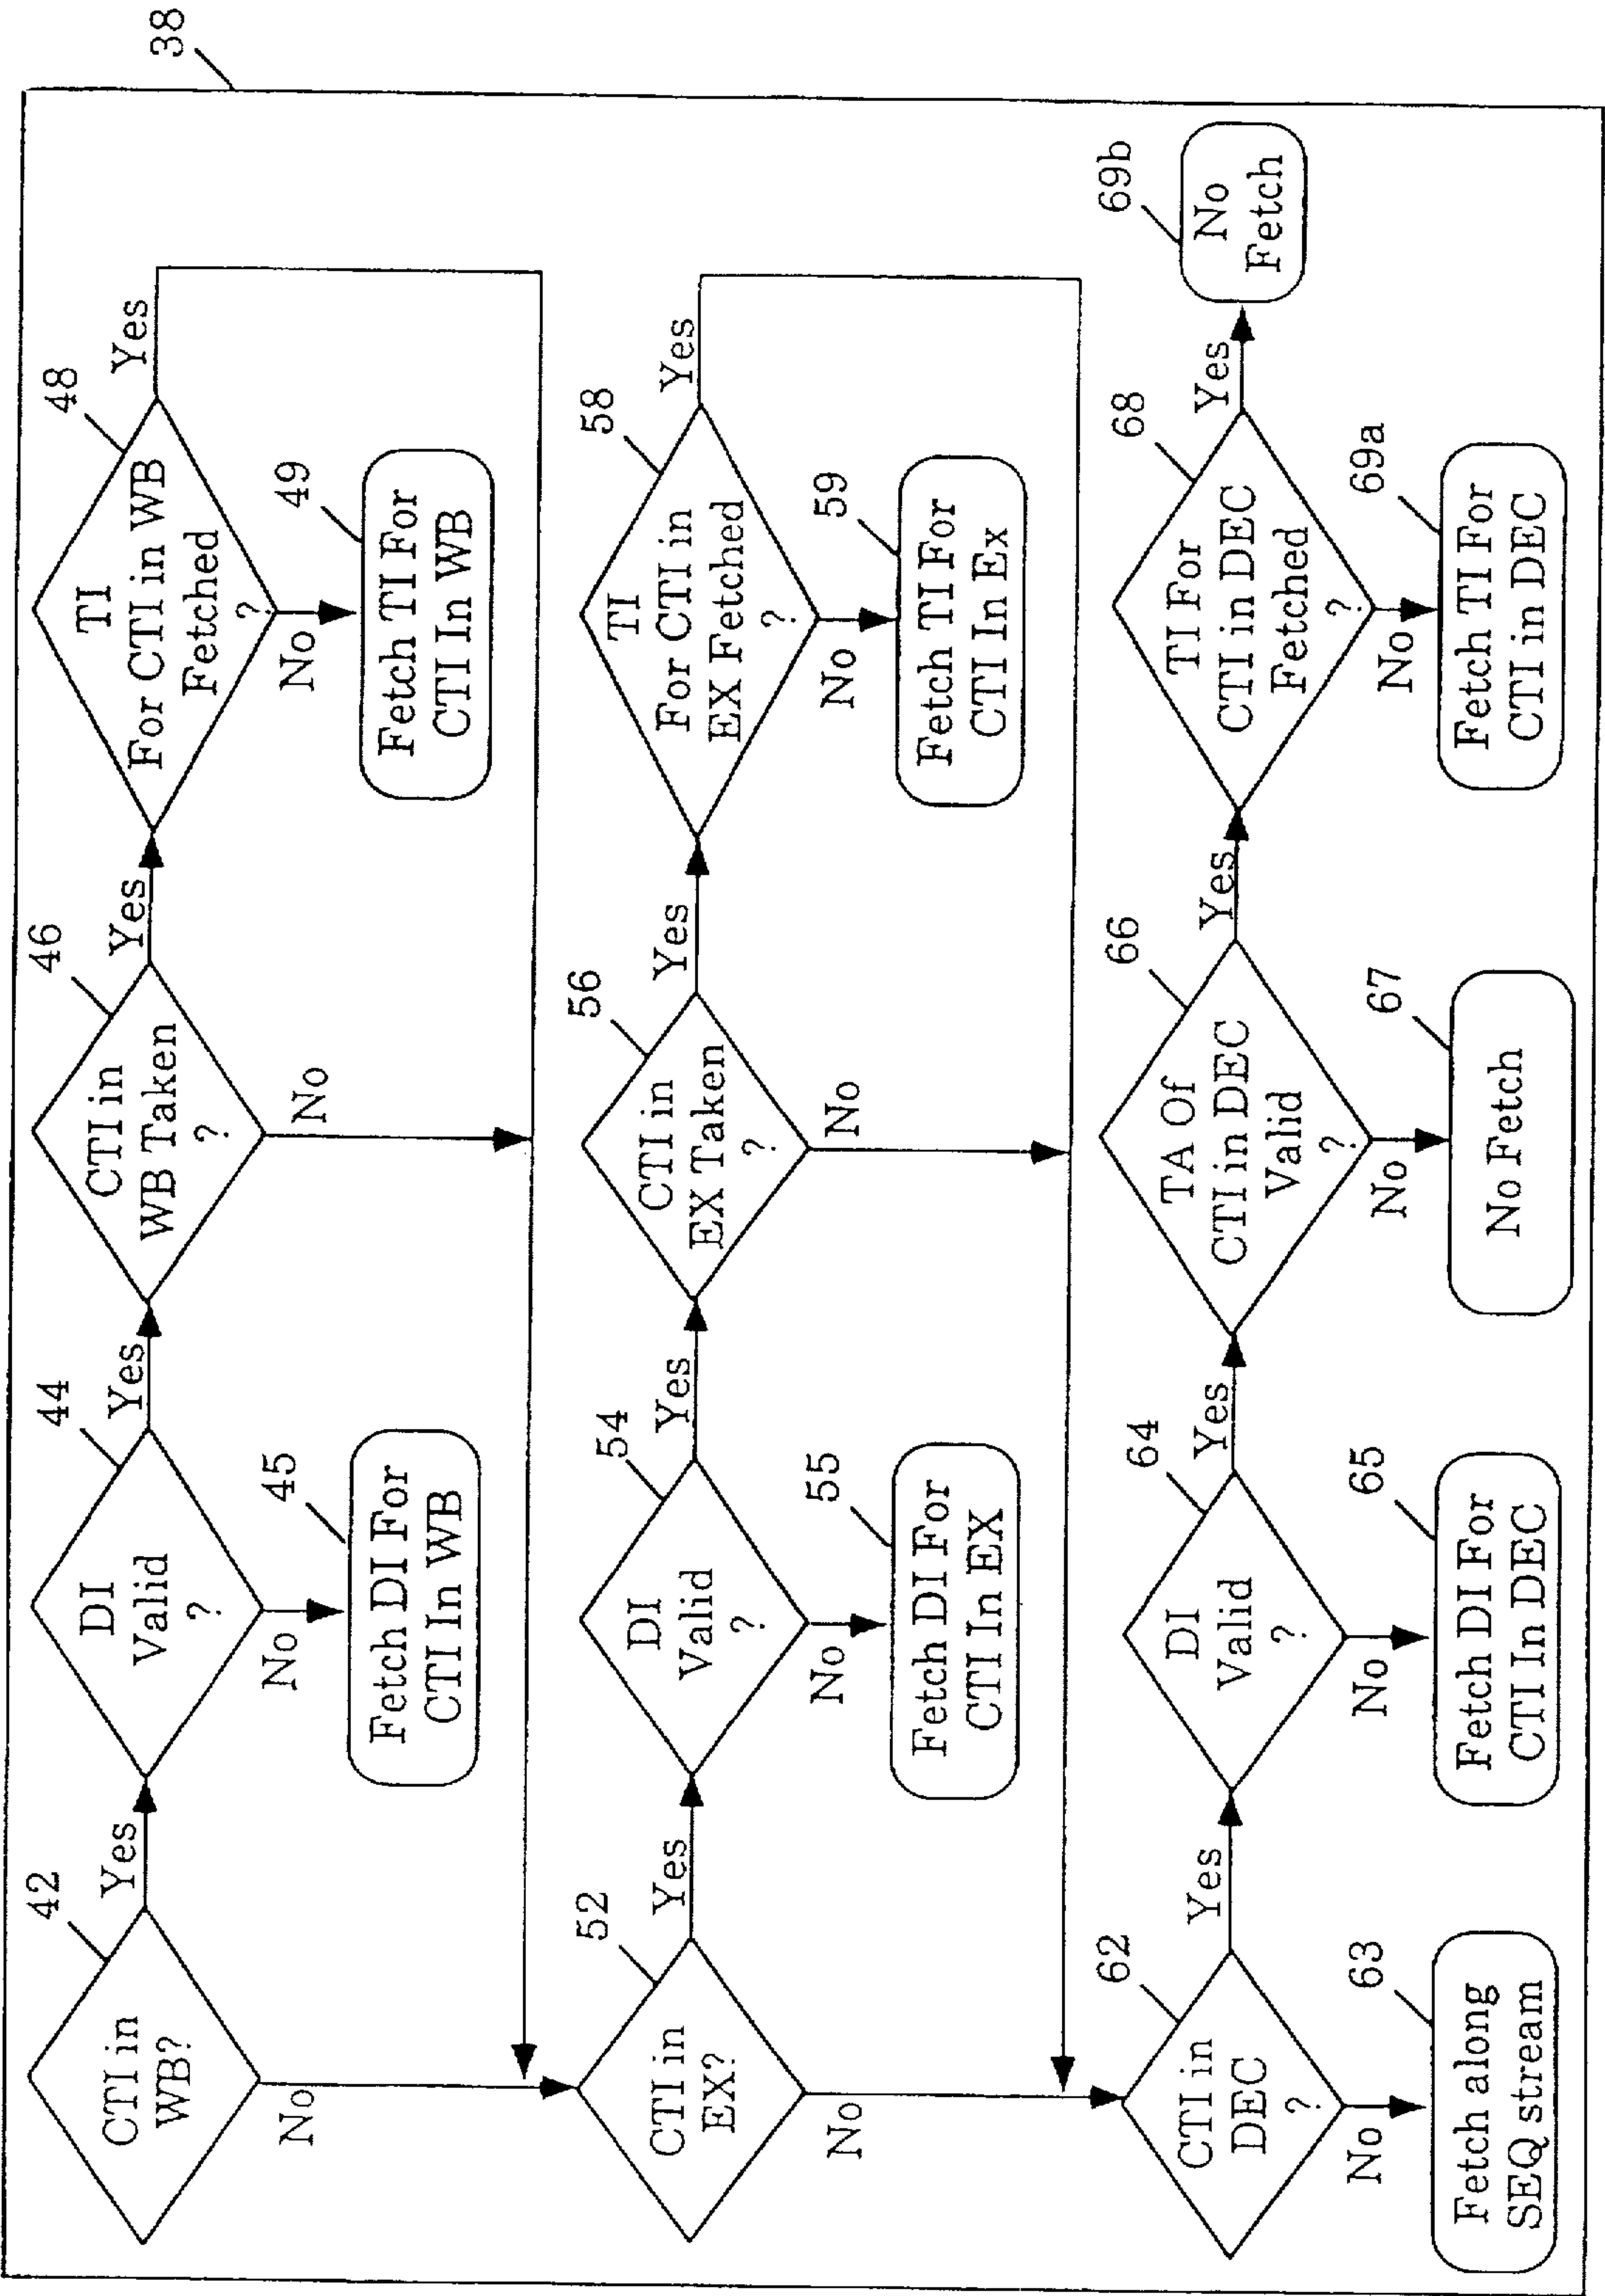 38
42
CTI in
WB?
Yes
No
44
DI
Valid
?
Yes
No
45
Fetch DI For
CTI In WB
46
CTI in
WB Taken
?
Yes
No
48
TI
For CTI in WB
Fetched
?
Yes
No
49
Fetch TI For
CTI In WB
52
CTI in
EX?
Yes
No
54
DI
Valid
?
Yes
No
55
Fetch DI For
CTI In EX
56
CTI in
EX Taken
?
Yes
No
58
TI
For CTI in
EX Fetched
?
Yes
No
59
Fetch TI For
CTI In Ex
62
CTI in
DEC
?
Yes
No
63
Fetch along
SEQ stream
64
DI
Valid
?
Yes
No
65
Fetch DI For
CTI In DEC
66
TA Of
CTI in DEC
Valid
?
Yes
No
67
No Fetch
68
TI For
CTI in DEC
Fetched
?
Yes
No
69a
Fetch TI For
CTI in DEC
69b
No
Fetch